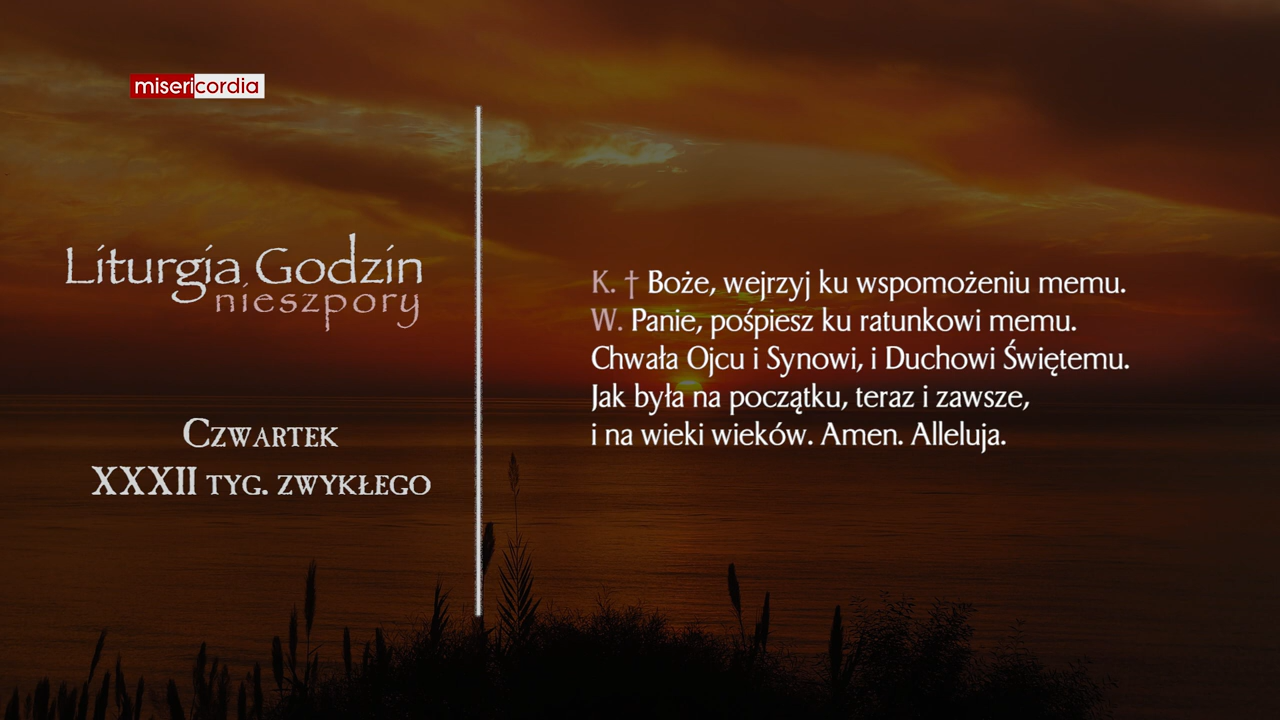 misericordia
Liturgia Godzin
nieszpory
Czwartek
XXXII tyg. zwykłego
K. † Boże, wejrzyj ku wspomożeniu memu.
W. Panie, pośpiesz ku ratunkowi memu.
Chwała Ojcu i Synowi, i Duchowi Świętemu.
Jak była na początku, teraz i zawsze,
i na wieki wieków. Amen. Alleluja.